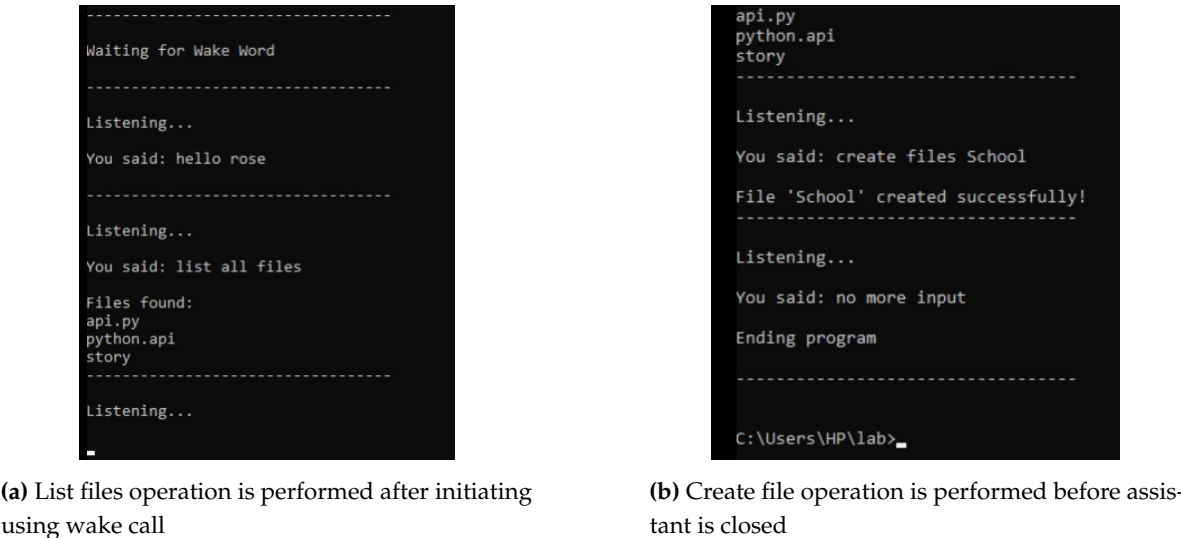 -----------------------------------
Waiting for Wake Word
-----------------------------------
Listening...
You said: hello rose
-----------------------------------
Listening...
You said: list all files
Files found:
api.py
python.api
story
-----------------------------------
Listening...
(a) List files operation is performed after initiating
using wake call
api.py
python.api
story
-----------------------------------
Listening...
You said: create files School
File 'School' created successfully!
-----------------------------------
Listening...
You said: no more input
Ending program
-----------------------------------
C:\Users\HP\lab>
(b) Create file operation is performed before assis-
tant is closed